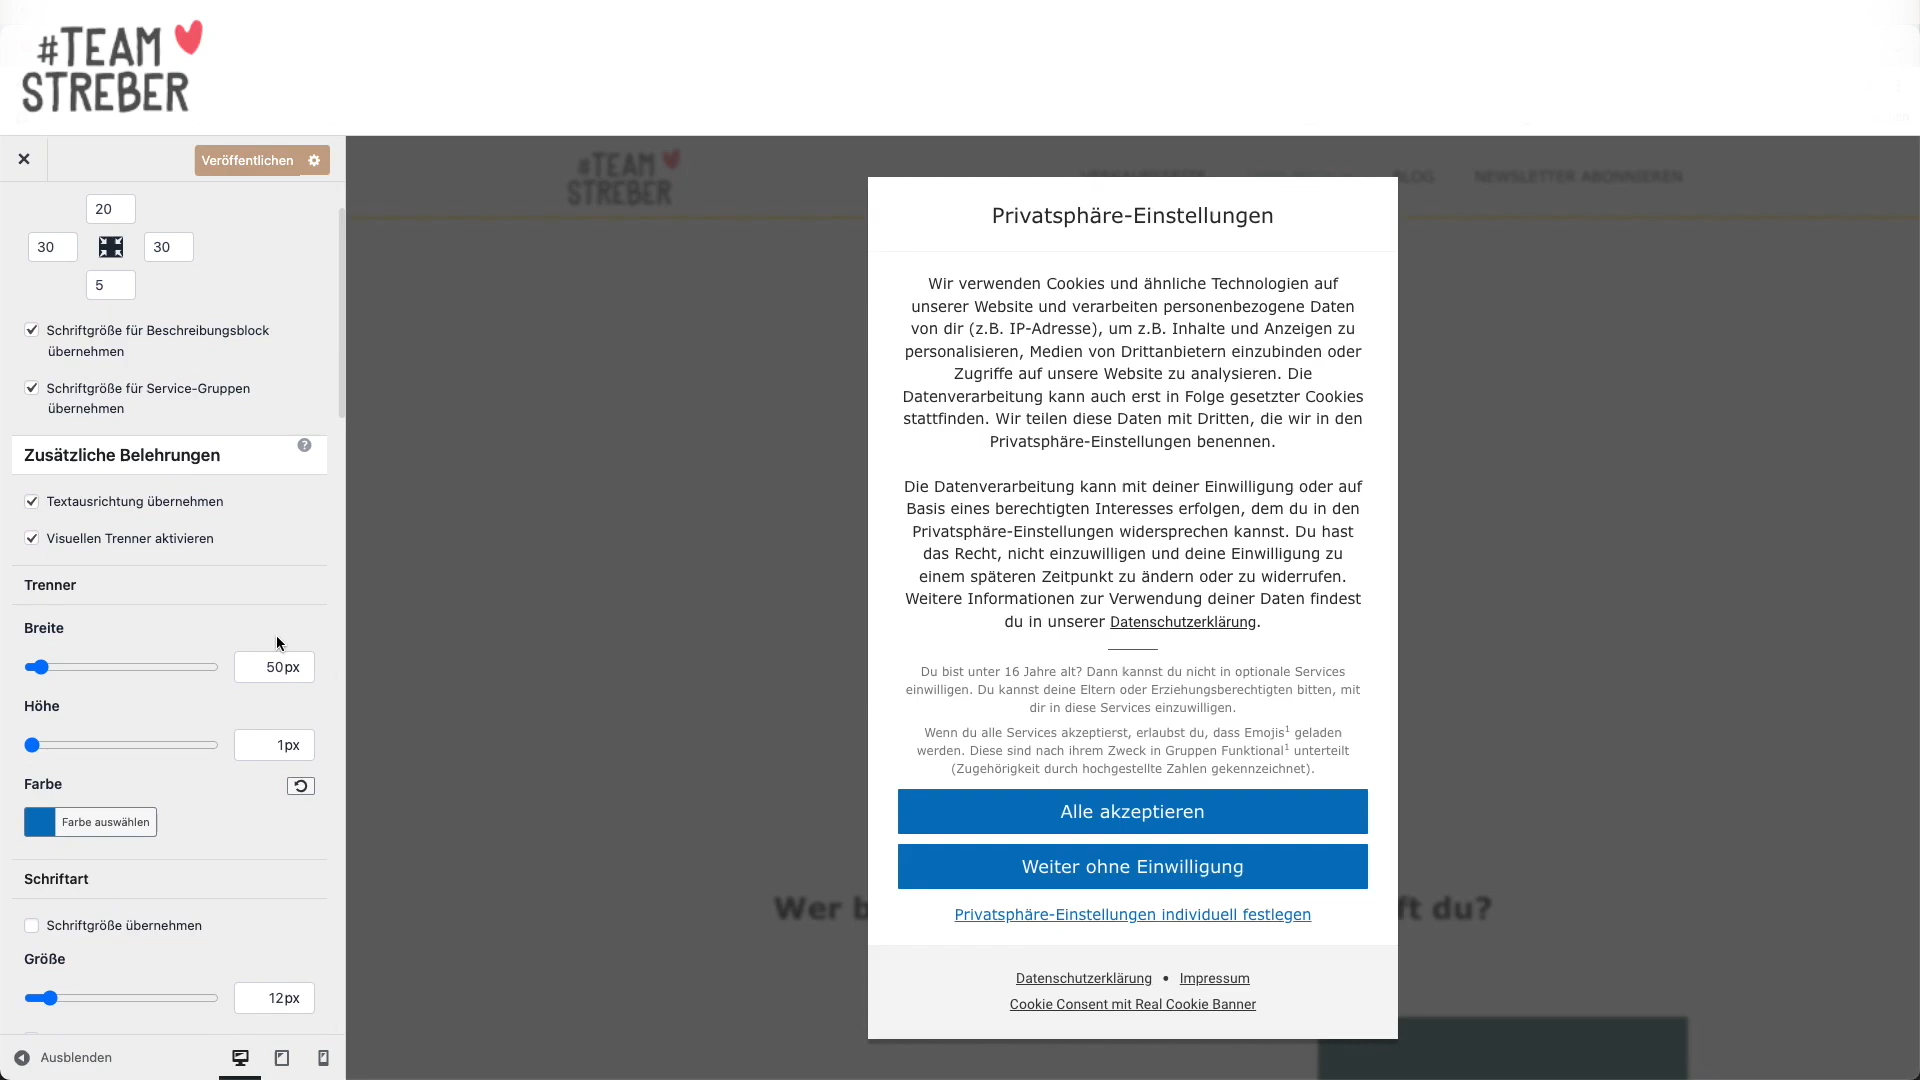 #TEAM
STREBER
Veröffentlichen
20
30
30
5
Schriftgröße für Beschreibungsblock
übernehmen
Schriftgröße für Service-Gruppen
übernehmen
Zusätzliche Belehrungen
?
Textausrichtung übernehmen
Visuellen Trenner aktivieren
Trenner
Breite
50px
Höhe
1px
Farbe
Farbe auswählen
Schriftart
Schriftgröße übernehmen
Größe
12px
Ausblenden
#TEAM
STREBER
BLOG
NEWSLETTER ABONNIEREN
Privatsphäre-Einstellungen
Wir verwenden Cookies und ähnliche Technologien auf
unserer Website und verarbeiten personenbezogene Daten
von dir (z.B. IP-Adresse), um z.B. Inhalte und Anzeigen zu
personalisieren, Medien von Drittanbietern einzubinden oder
Zugriffe auf unsere Website zu analysieren. Die
Datenverarbeitung kann auch erst in Folge gesetzter Cookies
stattfinden. Wir teilen diese Daten mit Dritten, die wir in den
Privatsphäre-Einstellungen benennen.
Die Datenverarbeitung kann mit deiner Einwilligung oder auf
Basis eines berechtigten Interesses erfolgen, dem du in den
Privatsphäre-Einstellungen widersprechen kannst. Du hast
das Recht, nicht einzuwilligen und deine Einwilligung zu
einem späteren Zeitpunkt zu ändern oder zu widerrufen.
Weitere Informationen zur Verwendung deiner Daten findest
du in unserer Datenschutzerklärung.
Du bist unter 16 Jahre alt? Dann kannst du nicht in optionale Services
einwilligen. Du kannst deine Eltern oder Erziehungsberechtigten bitten, mit
dir in diese Services einzuwilligen.
Wenn du alle Services akzeptierst, erlaubst du, dass Emojis¹ geladen
werden. Diese sind nach ihrem Zweck in Gruppen Funktional¹ unterteilt
(Zugehörigkeit durch hochgestellte Zahlen gekennzeichnet).
Alle akzeptieren
Weiter ohne Einwilligung
Wer b ft du?
Privatsphäre-Einstellungen individuell festlegen
Datenschutzerklärung • Impressum
Cookie Consent mit Real Cookie Banner